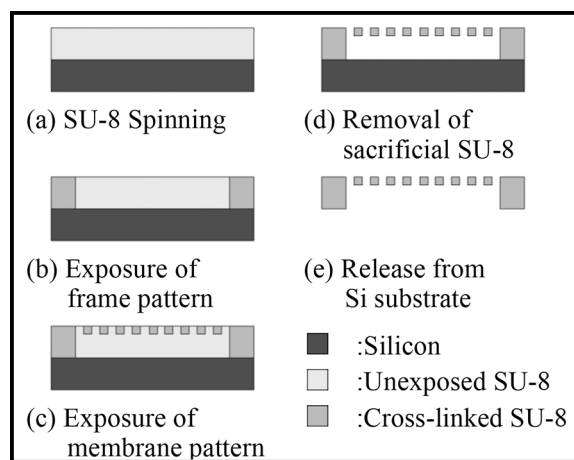 (a) SU-8 Spinning
(b) Exposure of
frame pattern
(c) Exposure of
membrane pattern
(d) Removal of
sacrificial SU-8
(e) Release from
Si substrate
:Silicon
:Unexposed SU-8
:Cross-linked SU-8